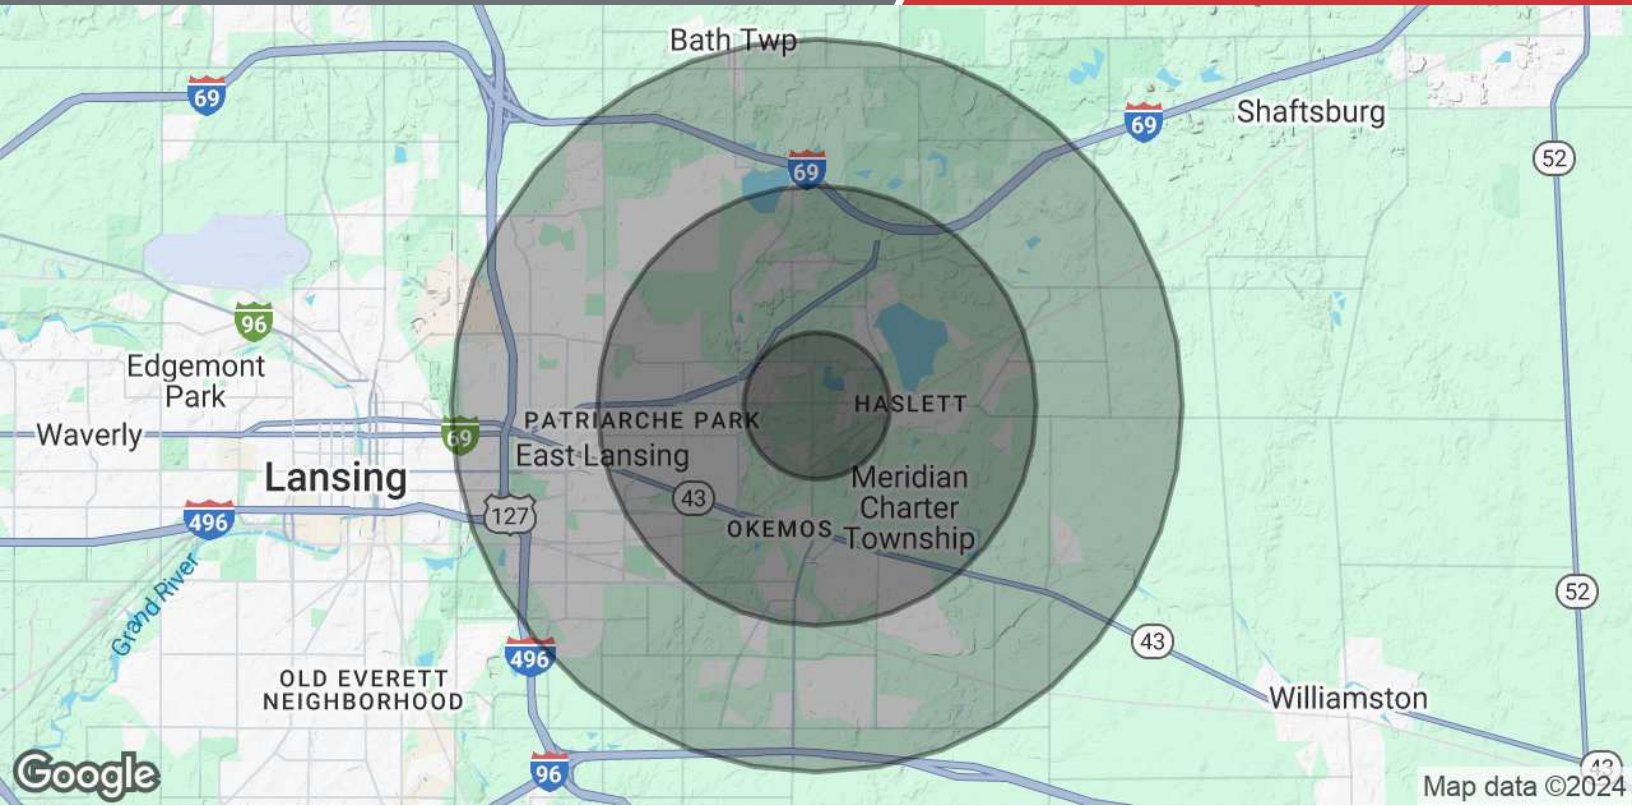 Bath Twp
69
69
Shaftsburg
52
69
96
Edgemont
Park
HASLETT
PATRIARCHE PARK
Waverly
69
East Lansing
Lansing
Meridian
Charter
Township
43
496
127
OKEMOS
52
Grand River
43
496
OLD EVERETT
NEIGHBORHOOD
Williamston
96
43
Google
Map data ©2024